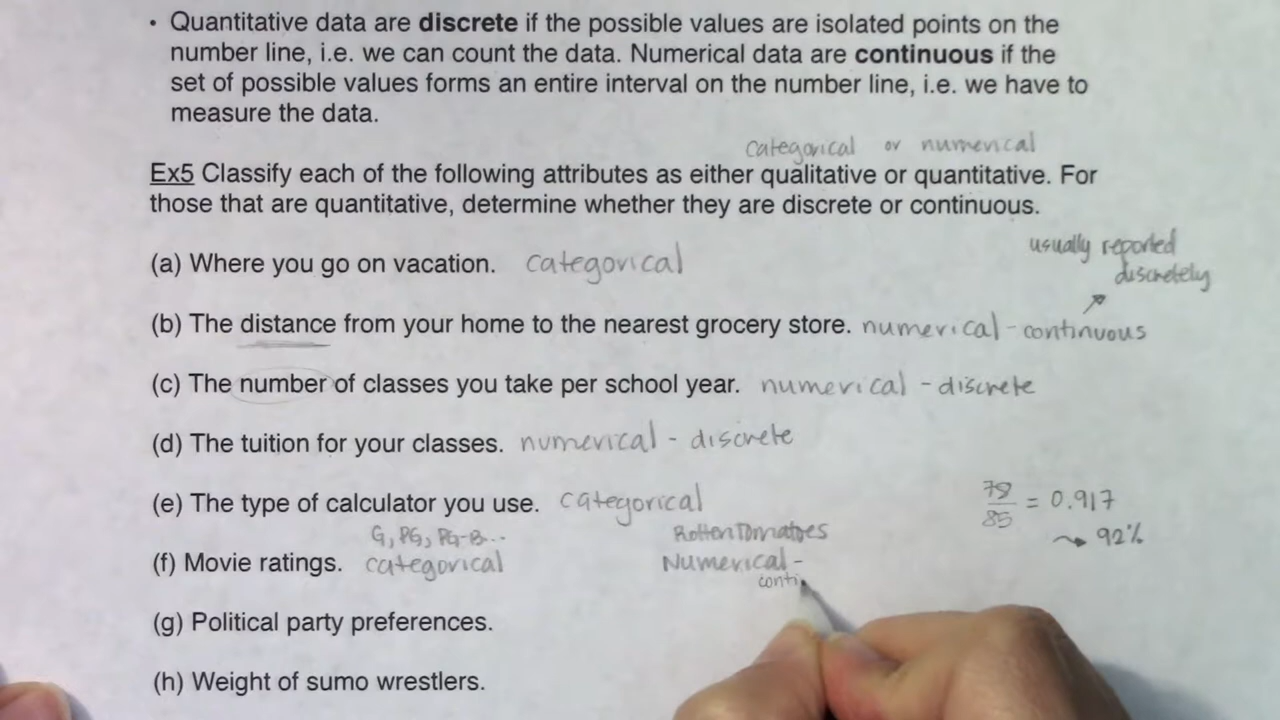 • Quantitative data are discrete if the possible values are isolated points on the
number line, i.e. we can count the data. Numerical data are continuous if the
set of possible values forms an entire interval on the number line, i.e. we have to
measure the data.
categorical or numerical
Ex5 Classify each of the following attributes as either qualitative or quantitative. For
those that are quantitative, determine whether they are discrete or continuous.
usually reported
discretely
(a) Where you go on vacation. categorical
(b) The distance from your home to the nearest grocery store. numerical - continuous
(c) The number of classes you take per school year. numerical - discrete
(d) The tuition for your classes. numerical - discrete
(e) The type of calculator you use. categorical
78/85 = 0.917
→ 92%
G, PG, PG-13... Rotten Tomatoes
(f) Movie ratings. categorical Numerical -
conti
(g) Political party preferences.
(h) Weight of sumo wrestlers.